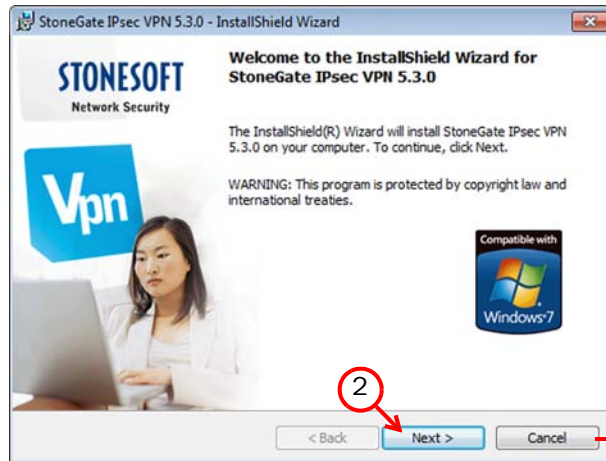 StoneGate IPsec VPN 5.3.0 - InstallShield Wizard
STONESOFT
Network Security
Welcome to the InstallShield Wizard for
StoneGate IPsec VPN 5.3.0
The InstallShield(R) Wizard will install StoneGate IPsec VPN
5.3.0 on your computer. To continue, click Next.
WARNING: This program is protected by copyright law and
international treaties.
Vpn
Compatible with
Windows®7
2
< Back
Next >
Cancel